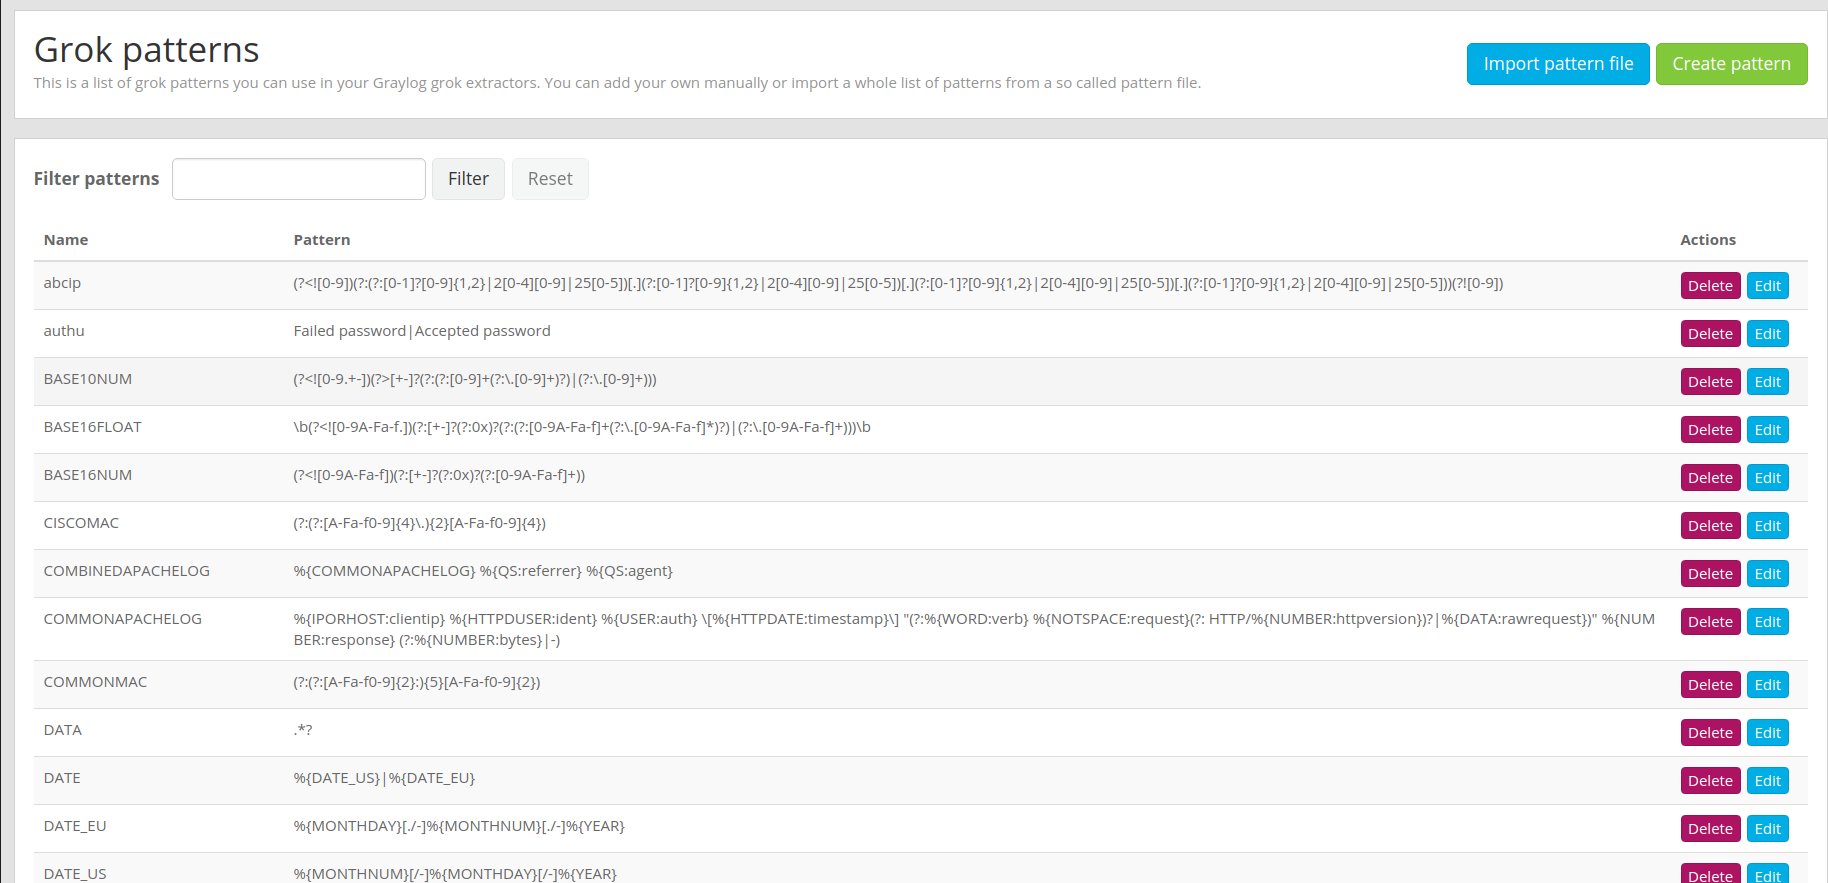 Grok patterns
This is a list of grok patterns you can use in your Graylog grok extractors. You can add your own manually or import a whole list of patterns from a so called pattern file.
Import pattern file Create pattern
Filter patterns Filter Reset
Name Pattern Actions
abcip (?<![0-9])(?:(?:[0-1]?[0-9]{1,2}|2[0-4][0-9]|25[0-5])[.](?:[0-1]?[0-9]{1,2}|2[0-4][0-9]|25[0-5])[.](?:[0-1]?[0-9]{1,2}|2[0-4][0-9]|25[0-5])[.](?:[0-1]?[0-9]{1,2}|2[0-4][0-9]|25[0-5]))(?![0-9]) Delete Edit
authu Failed password|Accepted password Delete Edit
BASE10NUM (?<![0-9.+-])(?>[+-]?(?:(?:[0-9]+(?:\.[0-9]+)?)|(?:\.[0-9]+))) Delete Edit
BASE16FLOAT \b(?<![0-9A-Fa-f.])(?:[+-]?(?:0x)?(?:(?:[0-9A-Fa-f]+(?:\.[0-9A-Fa-f]*)?)|(?:\.[0-9A-Fa-f]+)))\b Delete Edit
BASE16NUM (?<![0-9A-Fa-f])(?:[+-]?(?:0x)?(?:[0-9A-Fa-f]+)) Delete Edit
CISCOMAC (?:(?:[A-Fa-f0-9]{4}\.){2}[A-Fa-f0-9]{4}) Delete Edit
COMBINEDAPACHELOG %{COMMONAPACHELOG} %{QS:referrer} %{QS:agent} Delete Edit
COMMONAPACHELOG %{IPORHOST:clientip} %{HTTPDUSER:ident} %{USER:auth} \[%{HTTPDATE:timestamp}\] "(?:%{WORD:verb} %{NOTSPACE:request}(?: HTTP/%{NUMBER:httpversion})?|%{DATA:rawrequest})" %{NUM Delete Edit
BER:response} (?:%{NUMBER:bytes}|-)
COMMONMAC (?:(?:[A-Fa-f0-9]{2}:){5}[A-Fa-f0-9]{2}) Delete Edit
DATA .*? Delete Edit
DATE %{DATE_US}|%{DATE_EU} Delete Edit
DATE_EU %{MONTHDAY}[./-]%{MONTHNUM}[./-]%{YEAR} Delete Edit
DATE_US %{MONTHNUM}[/-]%{MONTHDAY}[/-]%{YEAR} Delete Edit